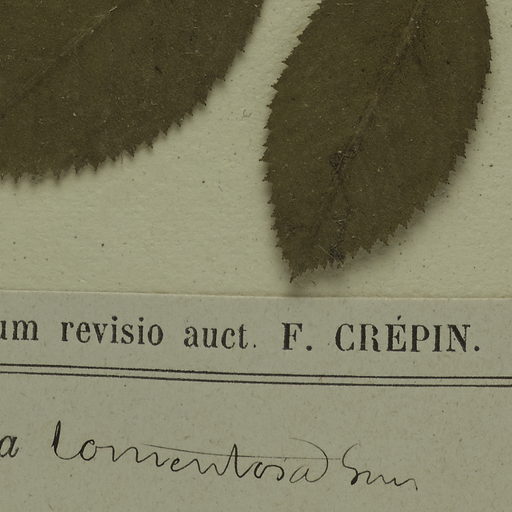 um revisio auct. F. CRÉPIN.
a tomentosa Sm